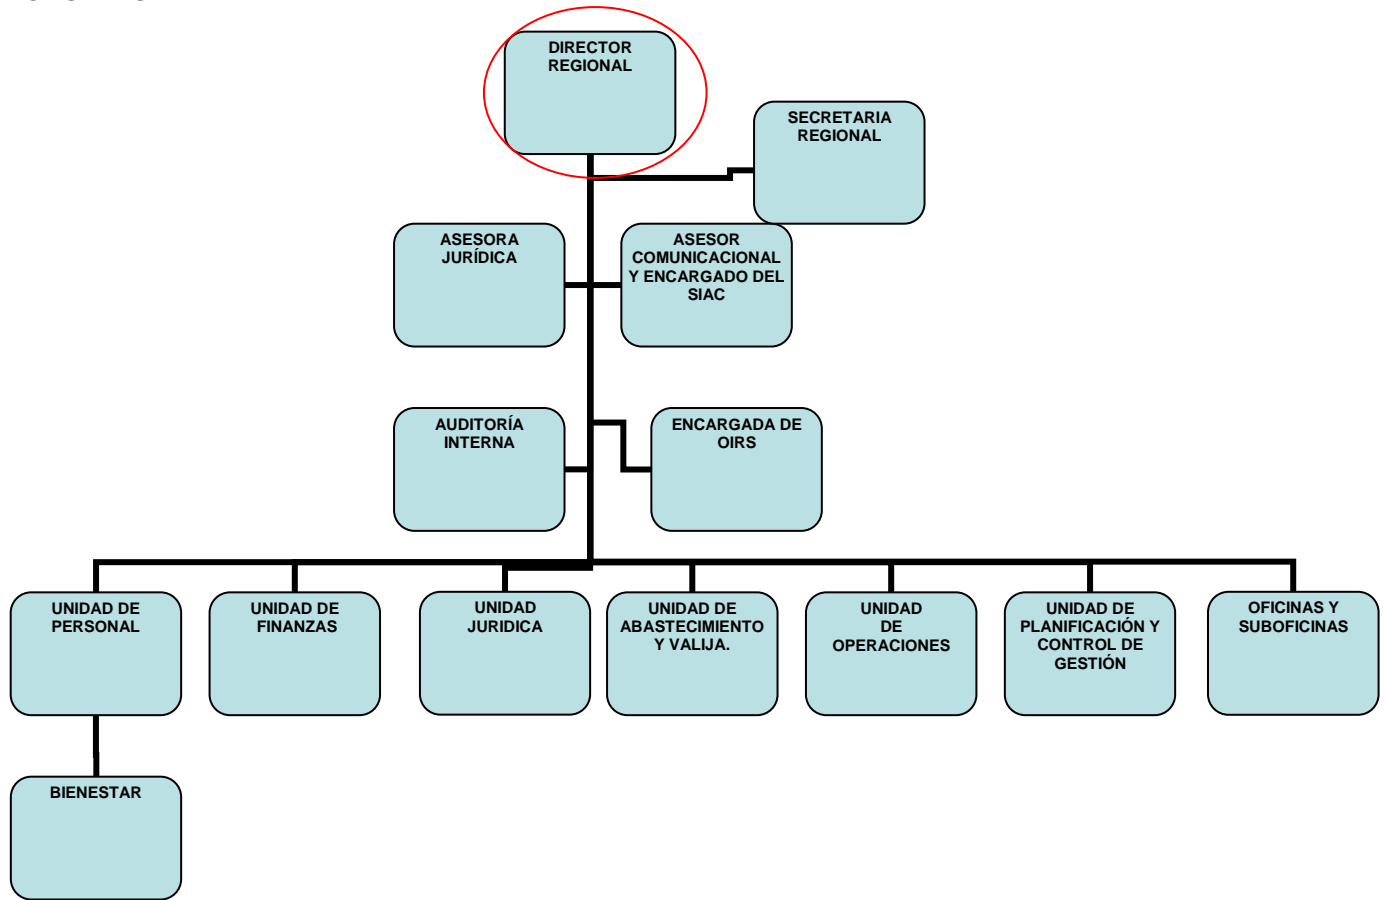 DIRECTOR
REGIONAL
SECRETARIA
REGIONAL
ASESORA
JURÍDICA
ASESOR
COMUNICACIONAL
Y ENCARGADO DEL
SIAC
AUDITORÍA
INTERNA
ENCARGADA DE
OIRS
UNIDAD DE
PERSONAL
UNIDAD DE
FINANZAS
UNIDAD
JURIDICA
UNIDAD DE
ABASTECIMIENTO
Y VALIJA.
UNIDAD
DE
OPERACIONES
UNIDAD DE
PLANIFICACIÓN Y
CONTROL DE
GESTIÓN
OFICINAS Y
SUBOFICINAS
BIENESTAR